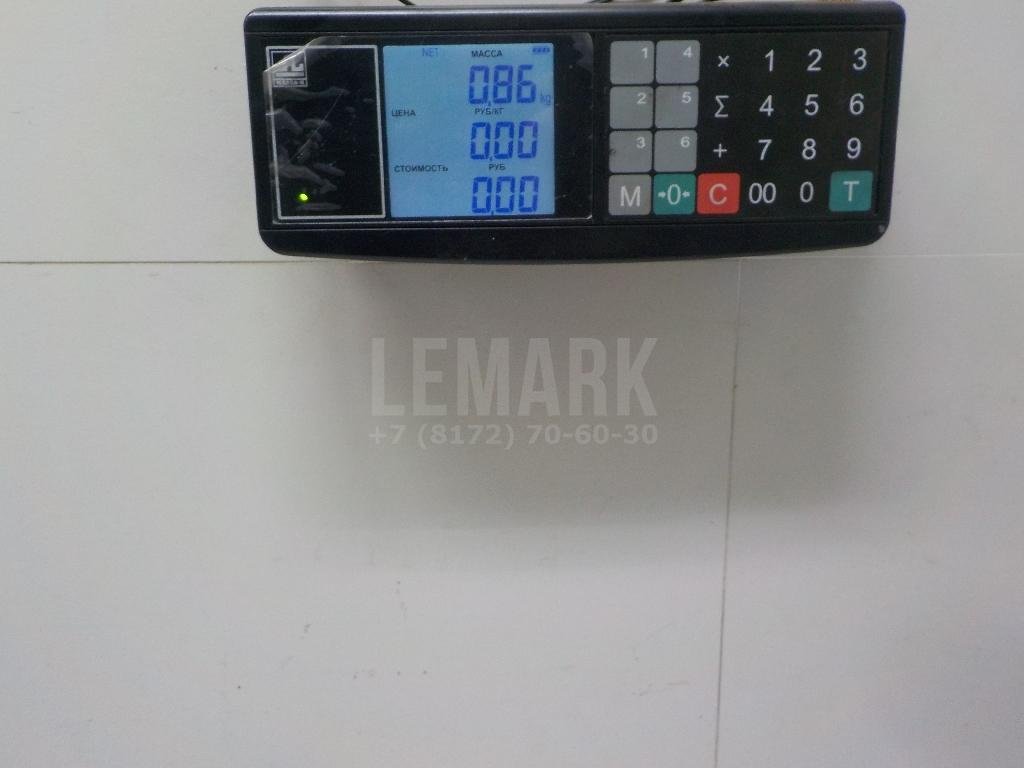 NET МАССА
0,86 kg
ЦЕНА РУБ/КГ
0,00
СТОИМОСТЬ РУБ
0,00
1 4 × 1 2 3
2 5 Σ 4 5 6
3 6 + 7 8 9
M →0← C 00 0 T
LEMARK
+7 (8172) 70-60-30